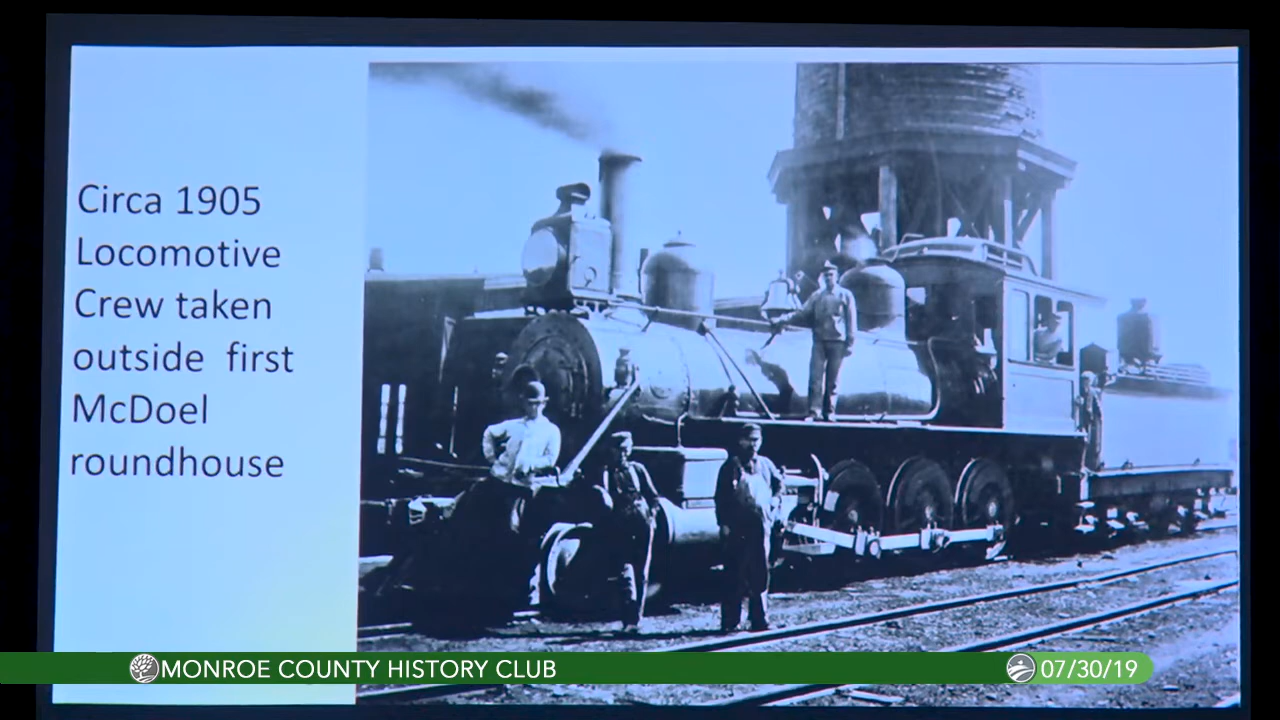 Circa 1905
Locomotive
Crew taken
outside first
McDoel
roundhouse
MONROE COUNTY HISTORY CLUB
07/30/19